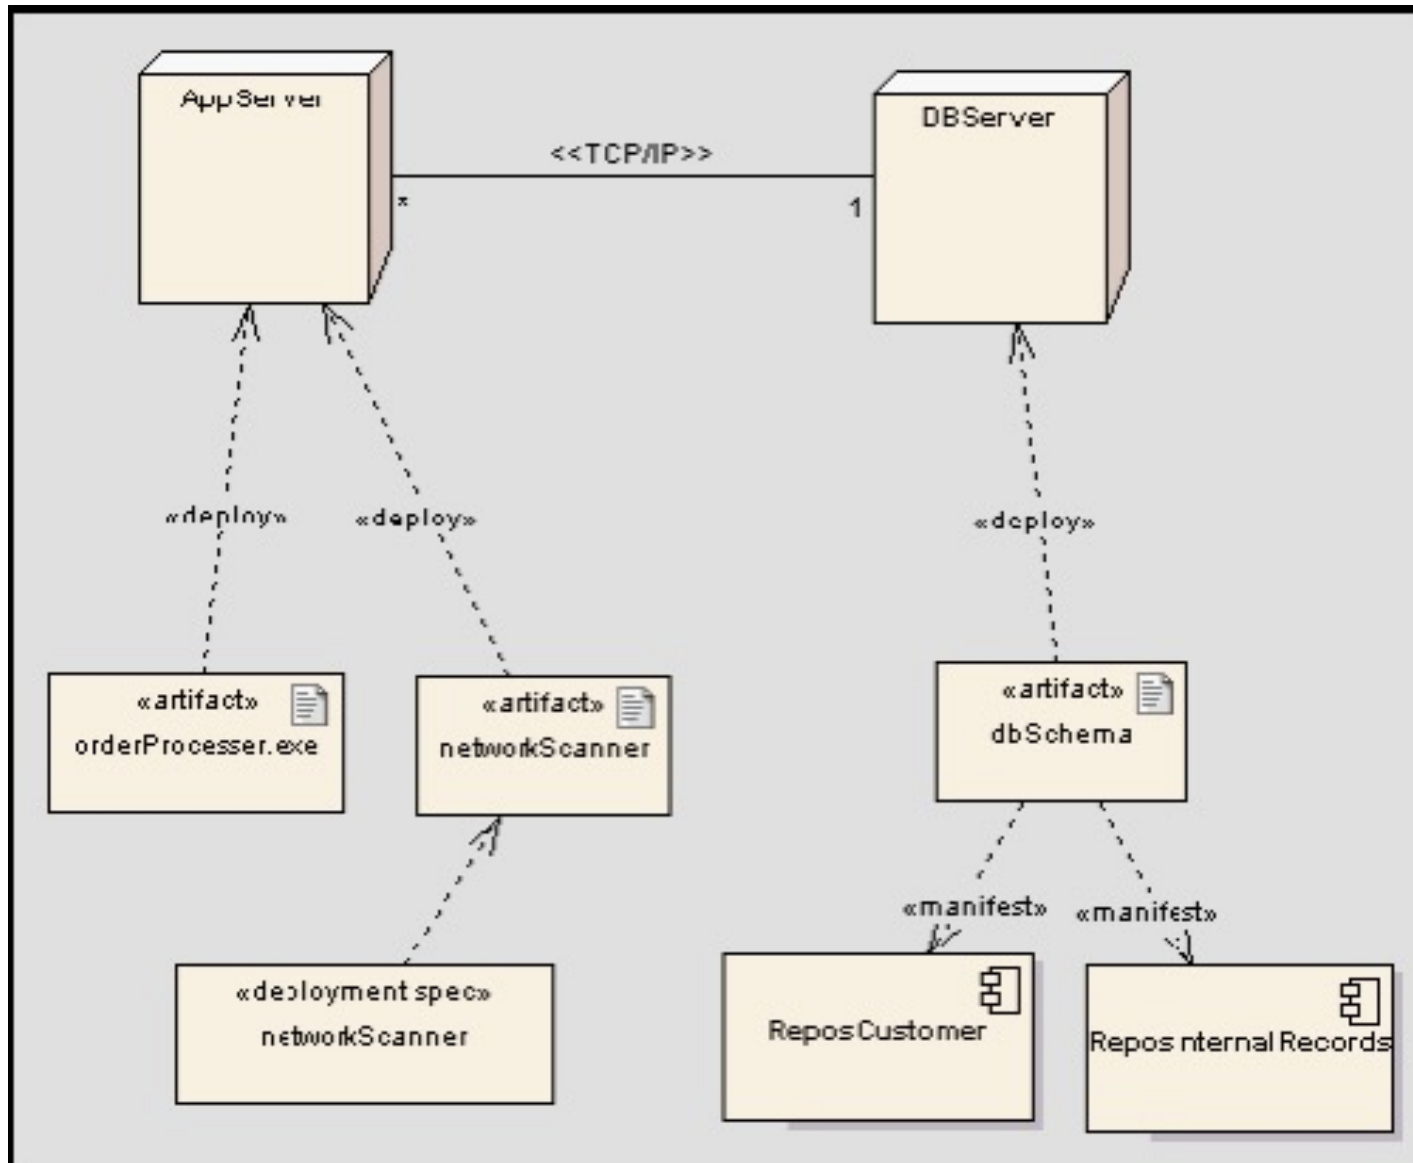 AppServer
DBServer
<<TCP/IP>>
*
1
«deploy»
«deploy»
«deploy»
«artifact»
orderProcesser.exe
«artifact»
networkScanner
«artifact»
dbSchema
«manifest»
«manifest»
«deployment spec»
networkScanner
ReposCustomer
Repos nternal Records